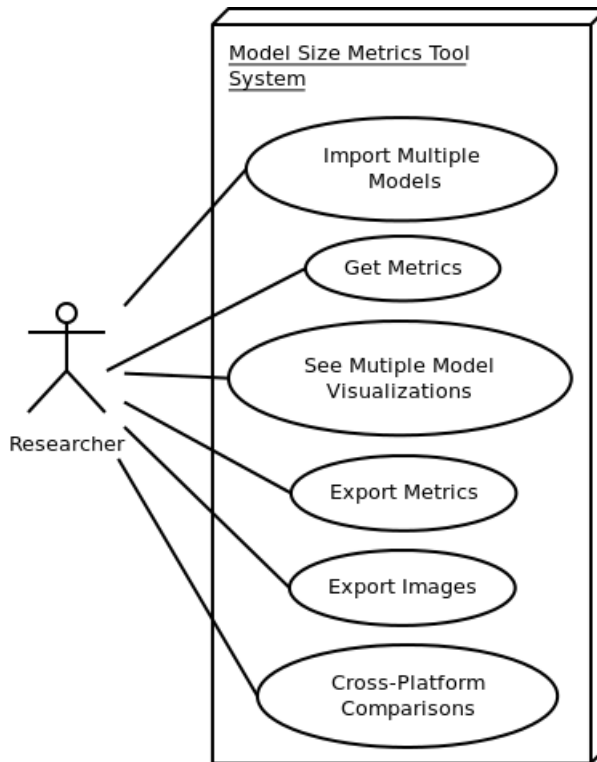 Model Size Metrics Tool
System
Import Multiple
Models
Get Metrics
See Mutiple Model
Visualizations
Researcher
Export Metrics
Export Images
Cross-Platform
Comparisons